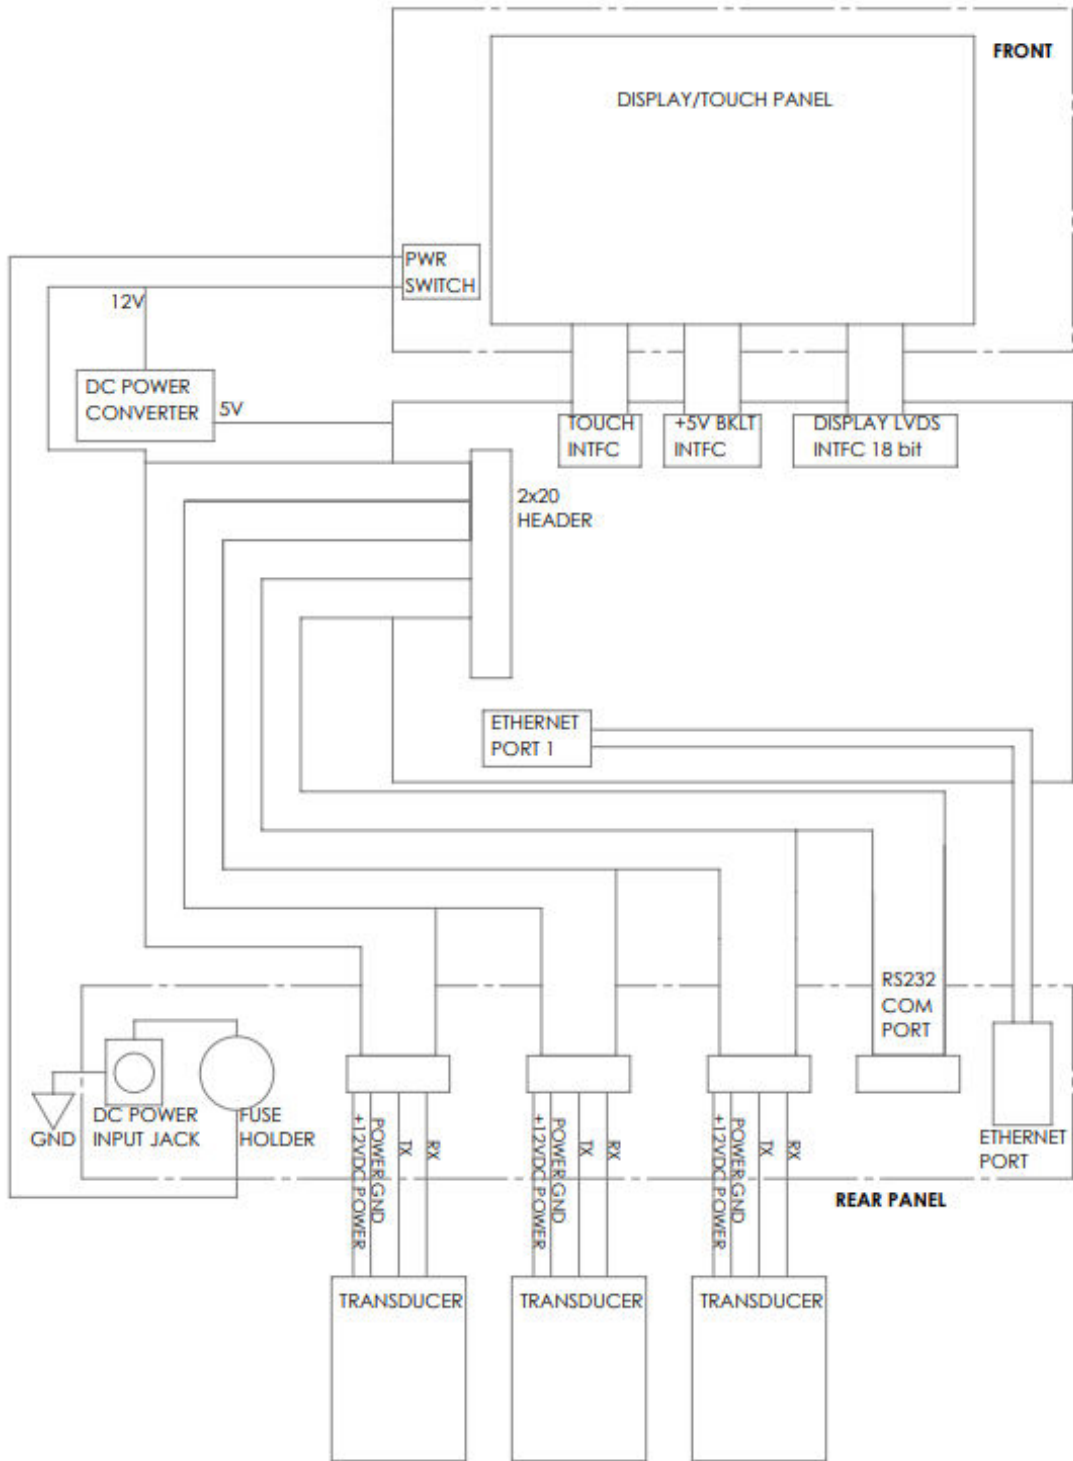 FRONT
DISPLAY/TOUCH PANEL
PWR
SWITCH
12V
DC POWER
CONVERTER
5V
TOUCH
INTFC
+5V BKLT
INTFC
DISPLAY LVDS
INTFC 18 bit
2x20
HEADER
ETHERNET
PORT 1
RS232
COM
PORT
GND
DC POWER
INPUT JACK
FUSE
HOLDER
+12VDC POWER
POWER GND
TX
RX
+12VDC POWER
POWER GND
TX
RX
+12VDC POWER
POWER GND
TX
RX
ETHERNET
PORT
REAR PANEL
TRANSDUCER
TRANSDUCER
TRANSDUCER